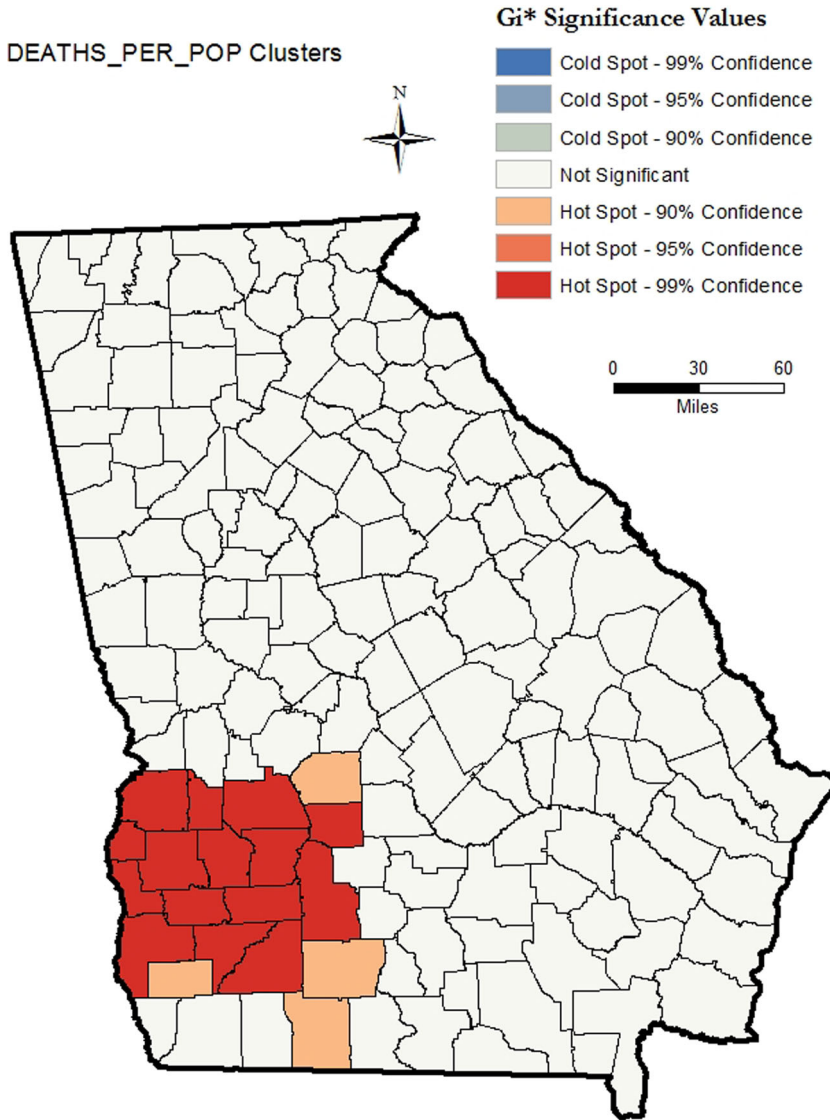 Gi* Significance Values
DEATHS_PER_POP Clusters
Cold Spot - 99% Confidence
Cold Spot - 95% Confidence
Cold Spot - 90% Confidence
Not Significant
Hot Spot - 90% Confidence
Hot Spot - 95% Confidence
Hot Spot - 99% Confidence
N
0 30 60
Miles